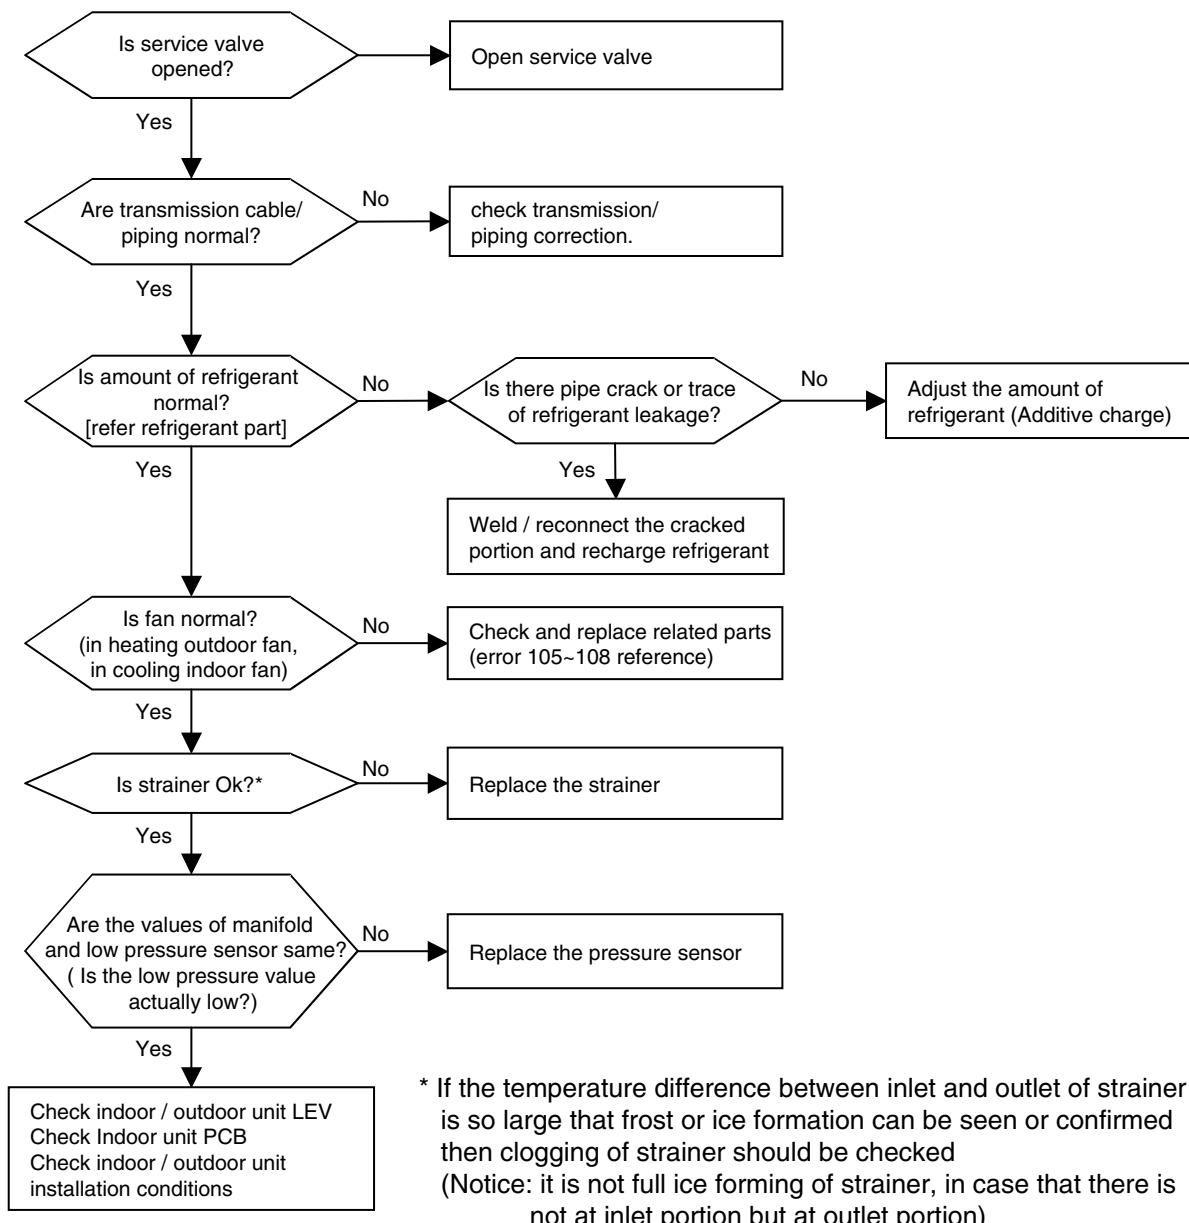 Is service valve
opened?
Open service valve
Yes
Are transmission cable/
piping normal?
No
check transmission/
piping correction.
Yes
Is amount of refrigerant
normal?
[refer refrigerant part]
No
Is there pipe crack or trace
of refrigerant leakage?
No
Adjust the amount of
refrigerant (Additive charge)
Yes
Yes
Weld / reconnect the cracked
portion and recharge refrigerant
Is fan normal?
(in heating outdoor fan,
in cooling indoor fan)
No
Check and replace related parts
(error 105~108 reference)
Yes
Is strainer Ok?*
No
Replace the strainer
Yes
Are the values of manifold
and low pressure sensor same?
( Is the low pressure value
actually low?)
No
Replace the pressure sensor
Yes
Check indoor / outdoor unit LEV
Check Indoor unit PCB
Check indoor / outdoor unit
installation conditions
* If the temperature difference between inlet and outlet of strainer
is so large that frost or ice formation can be seen or confirmed
then clogging of strainer should be checked
(Notice: it is not full ice forming of strainer, in case that there is
not at inlet portion but at outlet portion)